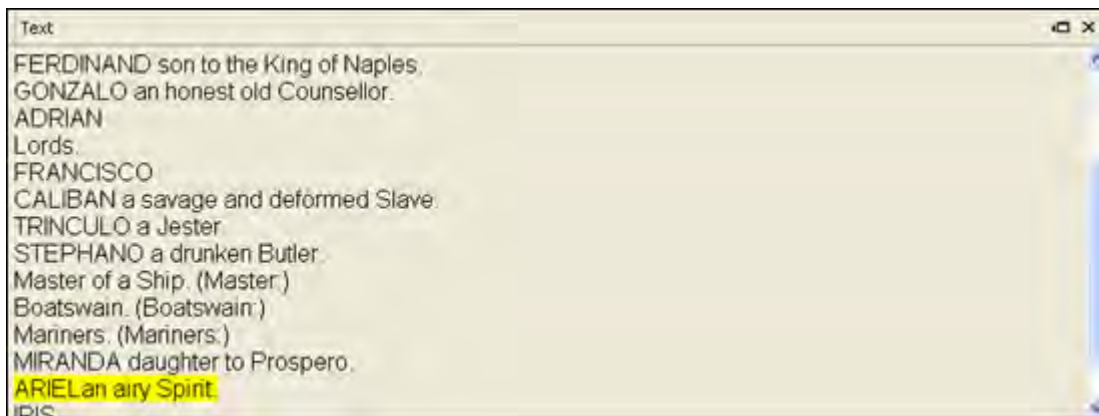 Text
FERDINAND son to the King of Naples.
GONZALO an honest old Counsellor.
ADRIAN
Lords.
FRANCISCO
CALIBAN a savage and deformed Slave.
TRINCULO a Jester.
STEPHANO a drunken Butler.
Master of a Ship. (Master:)
Boatswain. (Boatswain:)
Mariners. (Mariners:)
MIRANDA daughter to Prospero.
ARIELan airy Spirit.
IRIS